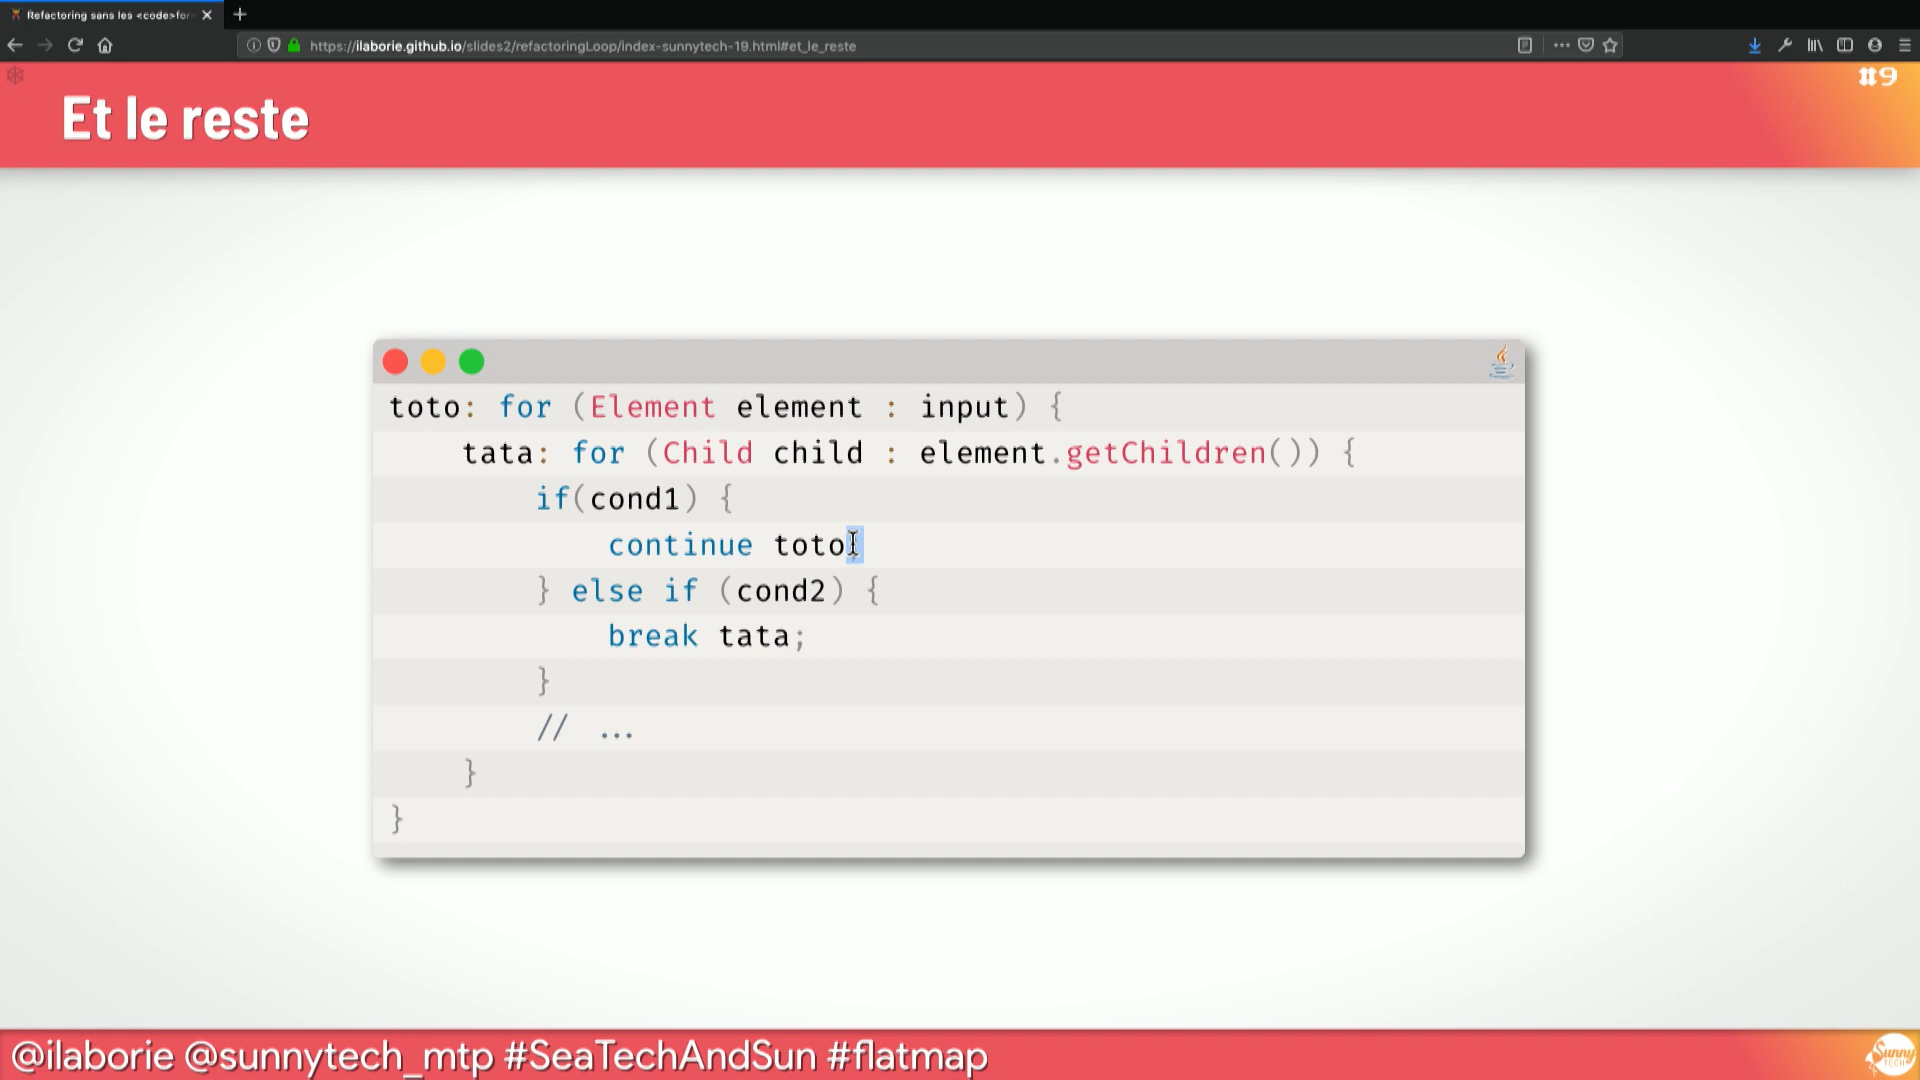 Refactoring sans les <code>for
https://ilaborie.github.io/slides2/refactoringLoop/index-sunnytech-19.html#et_le_reste
#9
Et le reste
toto: for (Element element : input) {
tata: for (Child child : element.getChildren()) {
if(cond1) {
continue toto;
} else if (cond2) {
break tata;
}
// ...
}
}
@ilaborie @sunnytech_mtp #SeaTechAndSun #flatmap
Sunny
TECH